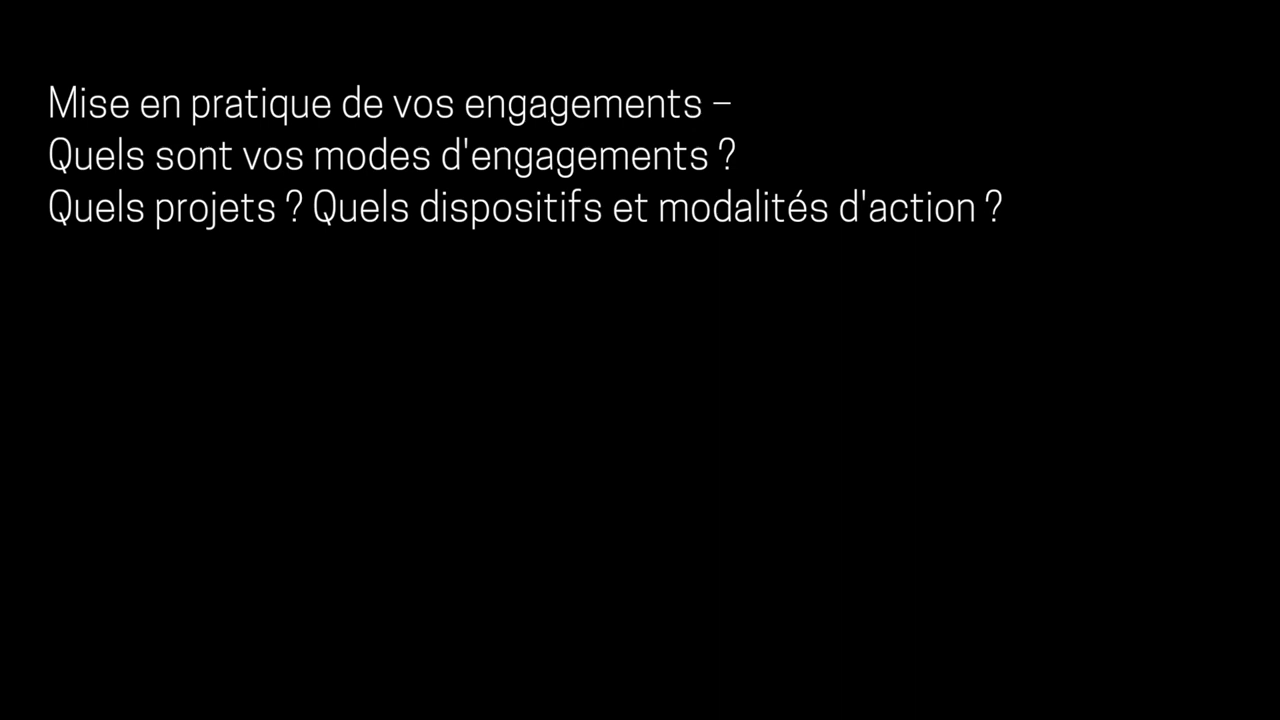 Mise en pratique de vos engagements –
Quels sont vos modes d'engagements ?
Quels projets ? Quels dispositifs et modalités d'action ?